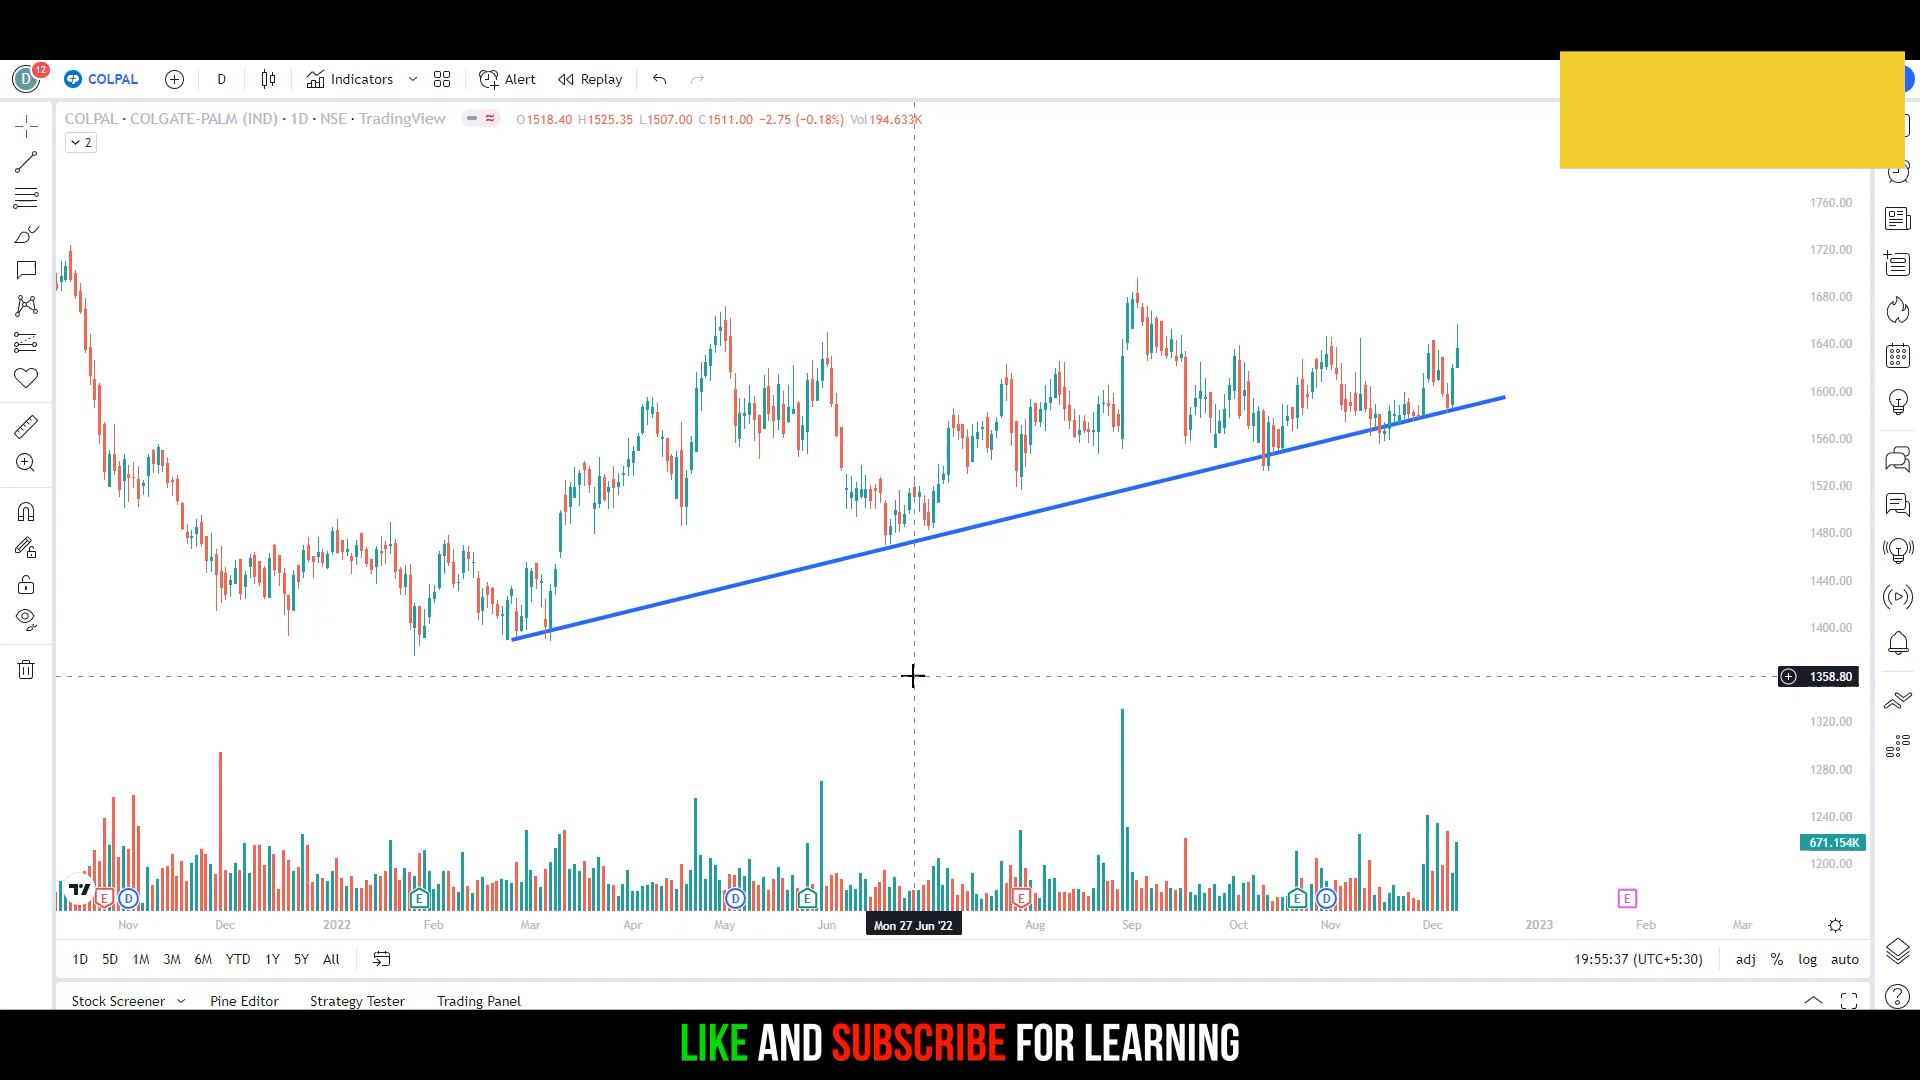 D 12 COLPAL D Indicators Alert Replay
COLPAL · COLGATE-PALM (IND) · 1D · NSE · TradingView O1518.40 H1525.35 L1507.00 C1511.00 −2.75 (−0.18%) Vol194.633K
2
1760.00
1720.00
1680.00
1640.00
1600.00
1560.00
1520.00
1480.00
1440.00
1400.00
1358.80
1320.00
1280.00
1240.00
671.154K
1200.00
E D E D E E E D E
Nov Dec 2022 Feb Mar Apr May Jun Mon 27 Jun '22 Aug Sep Oct Nov Dec 2023 Feb Mar
1D 5D 1M 3M 6M YTD 1Y 5Y All 19:55:37 (UTC+5:30) adj % log auto
Stock Screener Pine Editor Strategy Tester Trading Panel
LIKE AND SUBSCRIBE FOR LEARNING